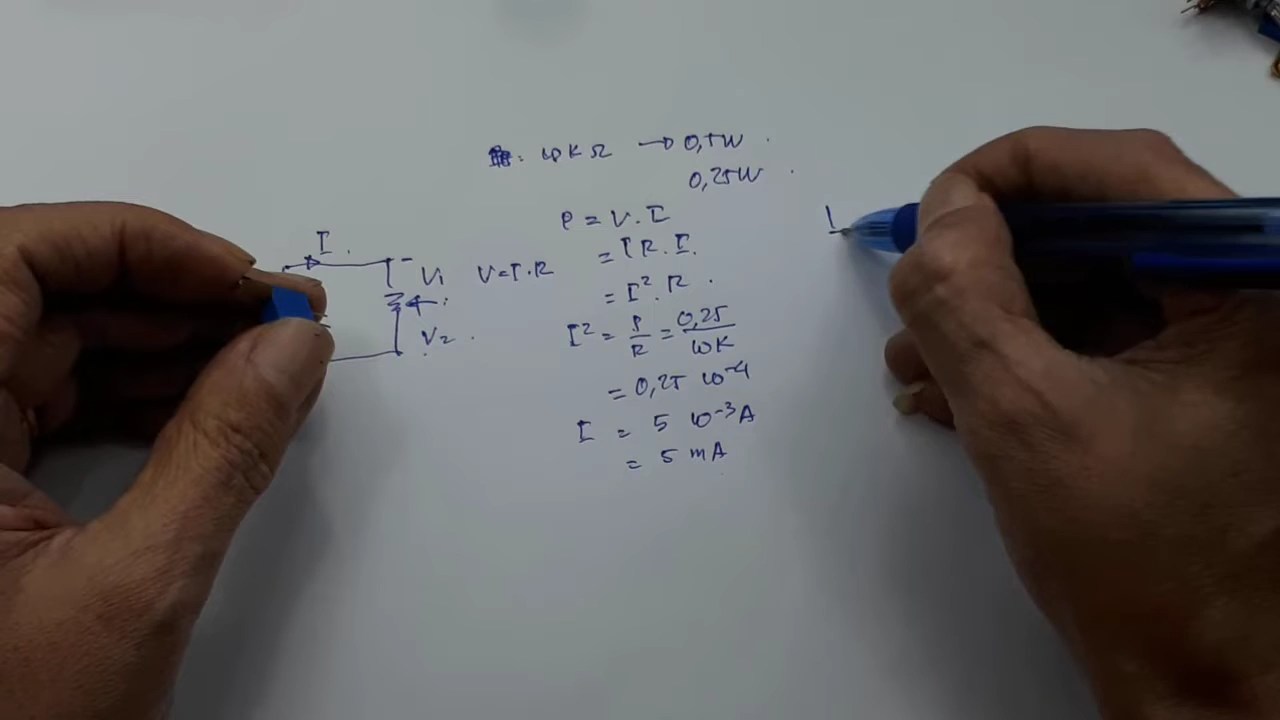 : 10KΩ → 0,5W
0,25W
P = V.I
= IR.I
= I².R
I
V1
V=I.R
I² = P/R = 0,25/10K
V2
= 0,25 10⁻⁴
I = 5 10⁻³A
= 5 mA